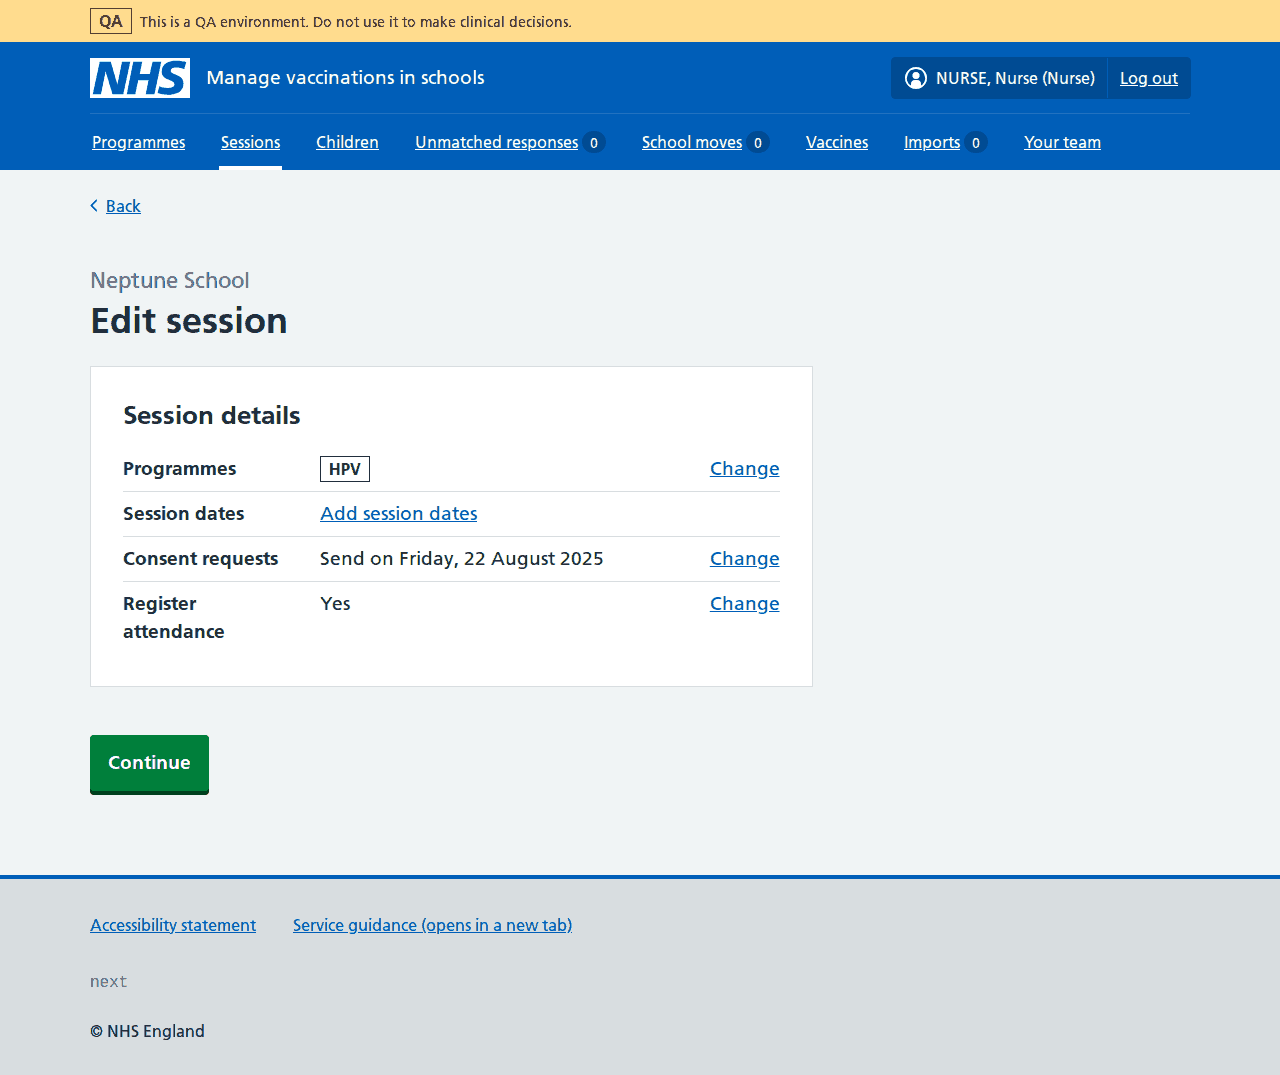 QA This is a QA environment. Do not use it to make clinical decisions.
NHS Manage vaccinations in schools NURSE, Nurse (Nurse) Log out
Programmes Sessions Children Unmatched responses 0 School moves 0 Vaccines Imports 0 Your team
Back
Neptune School
Edit session
Session details
Programmes HPV Change
Session dates Add session dates
Consent requests Send on Friday, 22 August 2025 Change
Register Yes Change
attendance
Continue
Accessibility statement Service guidance (opens in a new tab)
next
© NHS England